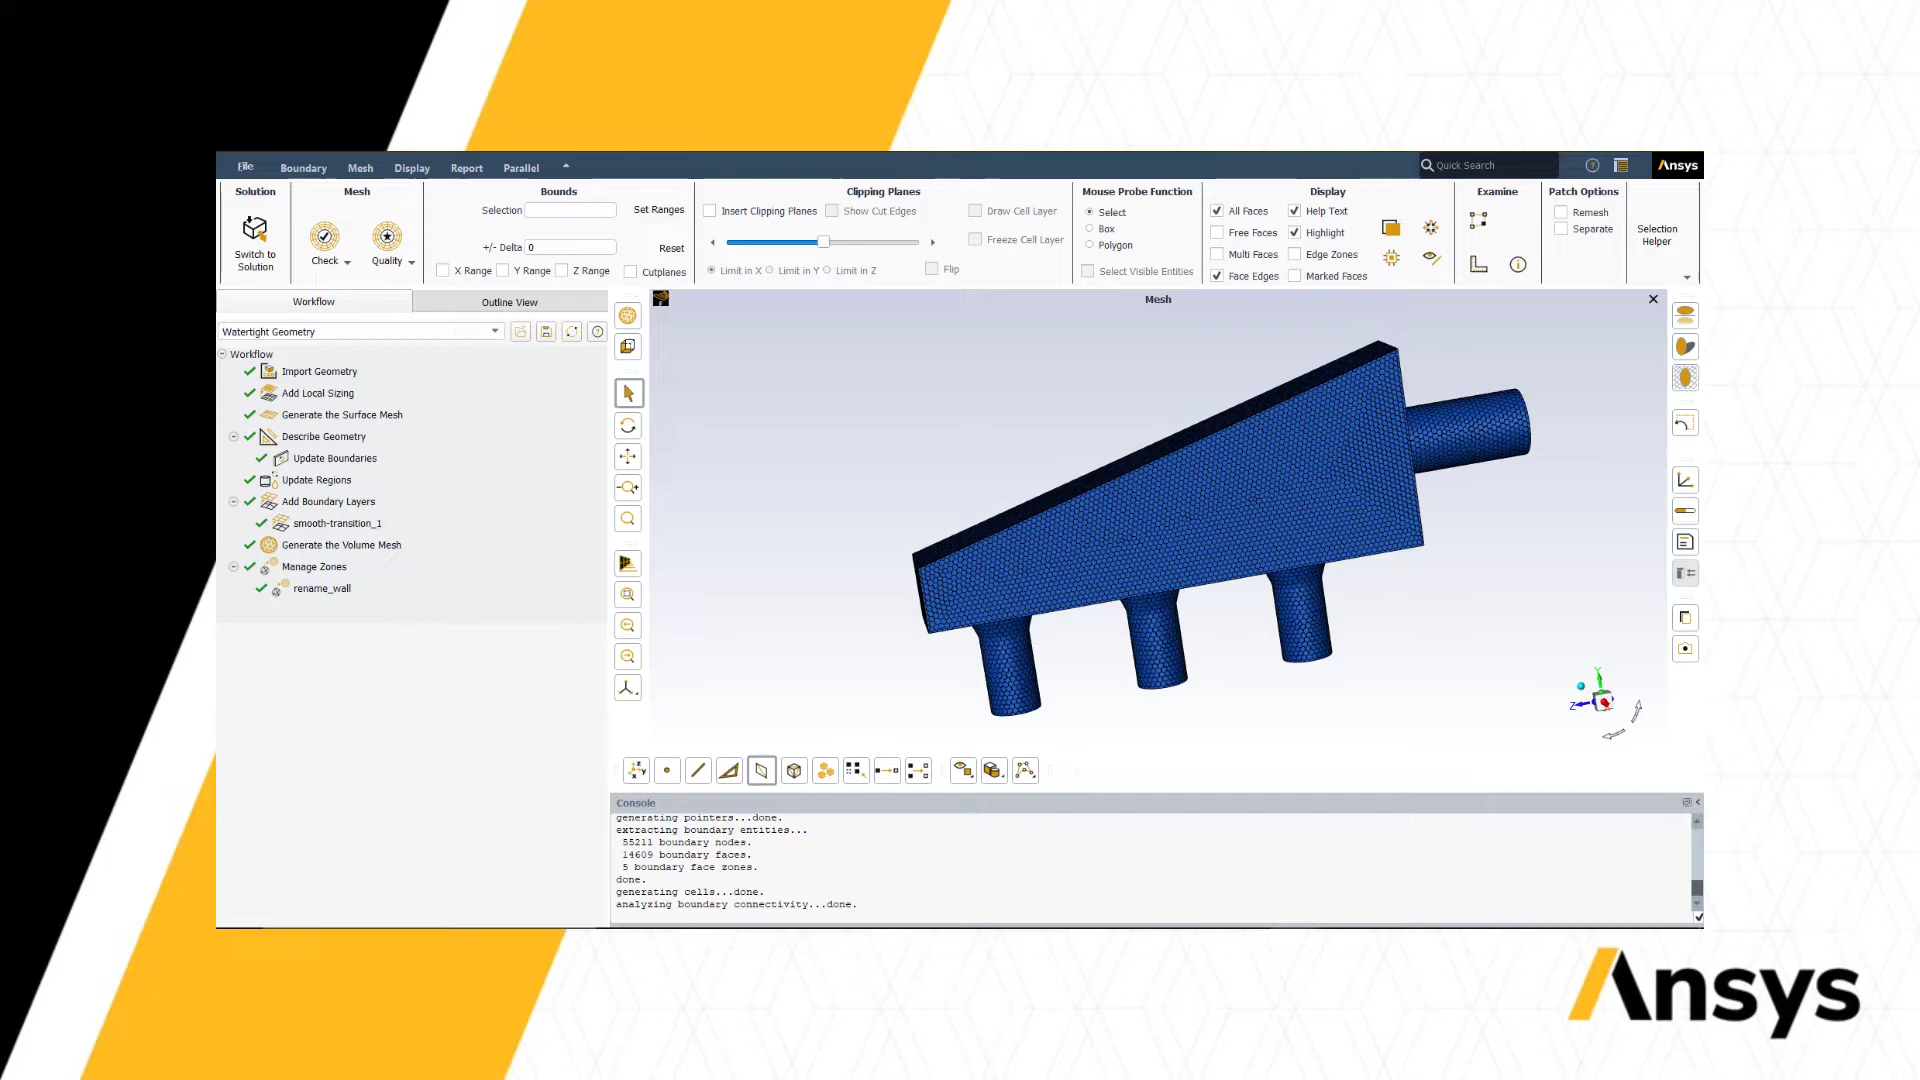 File Boundary Mesh Display Report Parallel Quick Search Ansys
Solution Mesh Bounds Clipping Planes Mouse Probe Function Display Examine Patch Options
Switch to Solution
Check
Quality
Selection Set Ranges
+/- Delta 0 Reset
X Range Y Range Z Range Cutplanes
Insert Clipping Planes Show Cut Edges Draw Cell Layer
Freeze Cell Layer
Limit in X Limit in Y Limit in Z Flip
Select
Box
Polygon
Select Visible Entities
All Faces Help Text
Free Faces Highlight
Multi Faces Edge Zones
Face Edges Marked Faces
Remesh
Separate
Selection Helper
Workflow Outline View
Watertight Geometry
Workflow
Import Geometry
Add Local Sizing
Generate the Surface Mesh
Describe Geometry
Update Boundaries
Update Regions
Add Boundary Layers
smooth-transition_1
Generate the Volume Mesh
Manage Zones
rename_wall
Mesh
Y
Z
Console
generating pointers...done.
extracting boundary entities...
55211 boundary nodes.
14609 boundary faces.
5 boundary face zones.
done.
generating cells...done.
analyzing boundary connectivity...done.
Ansys